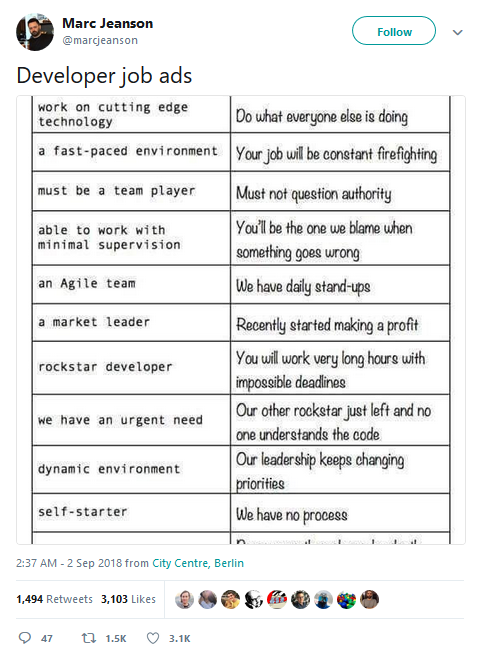 Marc Jeanson
@marcjeanson
Follow
Developer job ads
work on cutting edge
technology
Do what everyone else is doing
a fast-paced environment
Your job will be constant firefighting
must be a team player
Must not question authority
able to work with
minimal supervision
You'll be the one we blame when
something goes wrong
an Agile team
We have daily stand-ups
a market leader
Recently started making a profit
rockstar developer
You will work very long hours with
impossible deadlines
we have an urgent need
Our other rockstar just left and no
one understands the code
dynamic environment
Our leadership keeps changing
priorities
self-starter
We have no process
2:37 AM - 2 Sep 2018 from City Centre, Berlin
1,494 Retweets 3,103 Likes
47 1.5K 3.1K